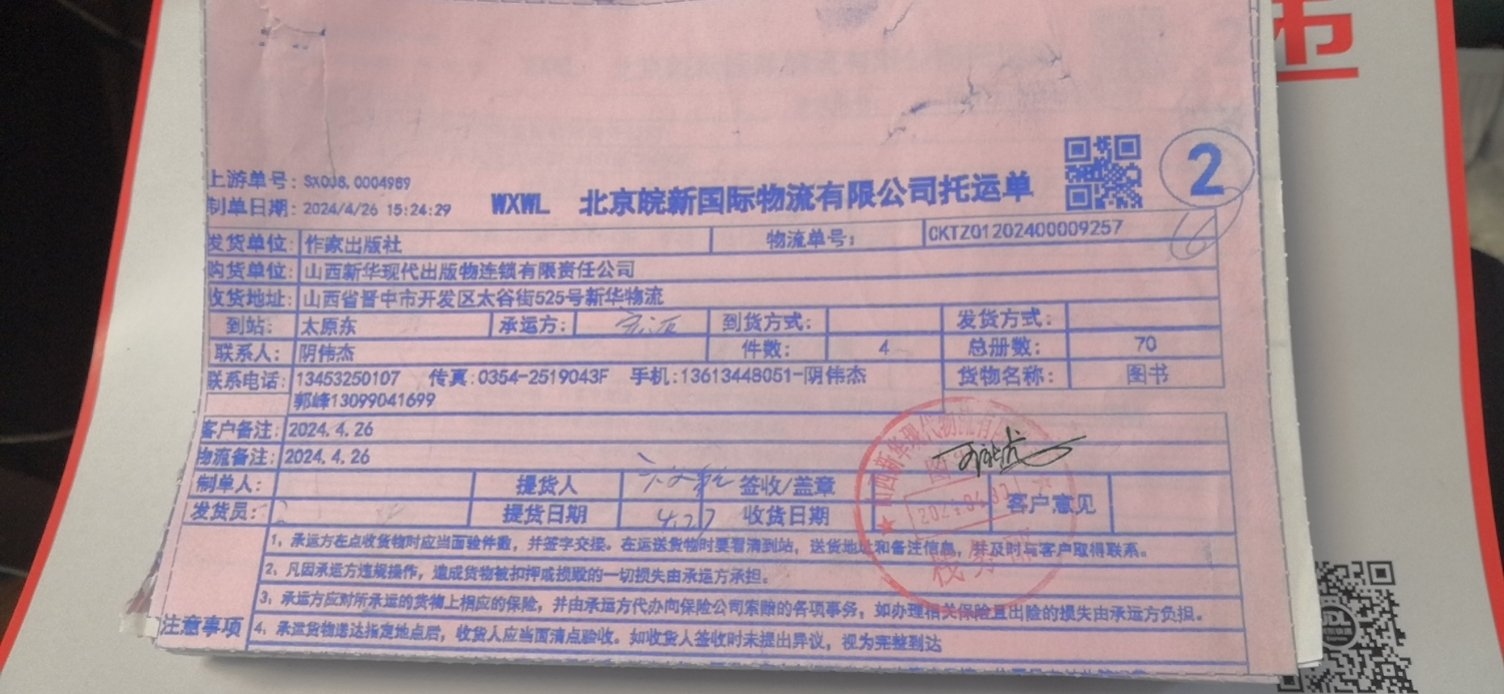 币
上游单号: SX0J8.0004989
制单日期: 2024/4/26 15:24:29
WXWL 北京皖新国际物流有限公司托运单
2
发货单位: 作家出版社 物流单号: CKTZ01202400009257
购货单位: 山西新华现代出版物连锁有限责任公司
收货地址: 山西省晋中市开发区太谷街525号新华物流
到站: 太原东 承运方: 到货方式: 发货方式:
联系人: 阴伟杰 件数: 4 总册数: 70
联系电话: 13453250107 传真:0354-2519043F 手机:13613448051-阴伟杰 货物名称: 图书
郭峰13099041699
客户备注: 2024.4.26
物流备注: 2024.4.26
制单人: 提货人 签收/盖章 客户意见
发货员: 提货日期 4.27 收货日期
注意事项
1、承运方在点收货物时应当面验件数，并签字交接。在运送货物时要看清到站，送货地址和备注信息，并及时与客户取得联系。
2、凡因承运方违规操作，造成货物被扣押或损毁的一切损失由承运方承担。
3、承运方应对所承运的货物上相应的保险，并由承运方代办向保险公司索赔的各项事务，如办理相关保险且出险的损失由承运方负担。
4、承运货物送达指定地点后，收货人应当面清点验收。如收货人签收时未提出异议，视为完整到达